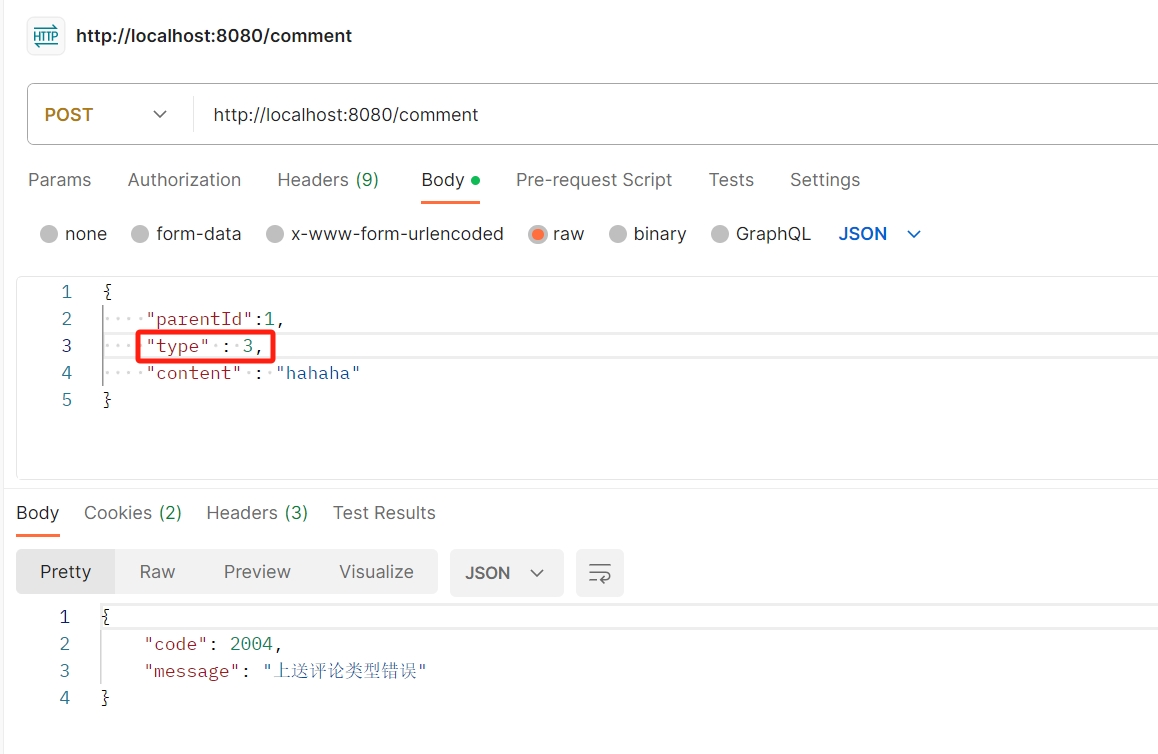 HTTP http://localhost:8080/comment
POST http://localhost:8080/comment
Params Authorization Headers (9) Body Pre-request Script Tests Settings
none form-data x-www-form-urlencoded raw binary GraphQL JSON
1 {
2 "parentId":1,
3 "type" : 3,
4 "content" : "hahaha"
5 }
Body Cookies (2) Headers (3) Test Results
Pretty Raw Preview Visualize JSON
1 {
2 "code": 2004,
3 "message": "上送评论类型错误"
4 }